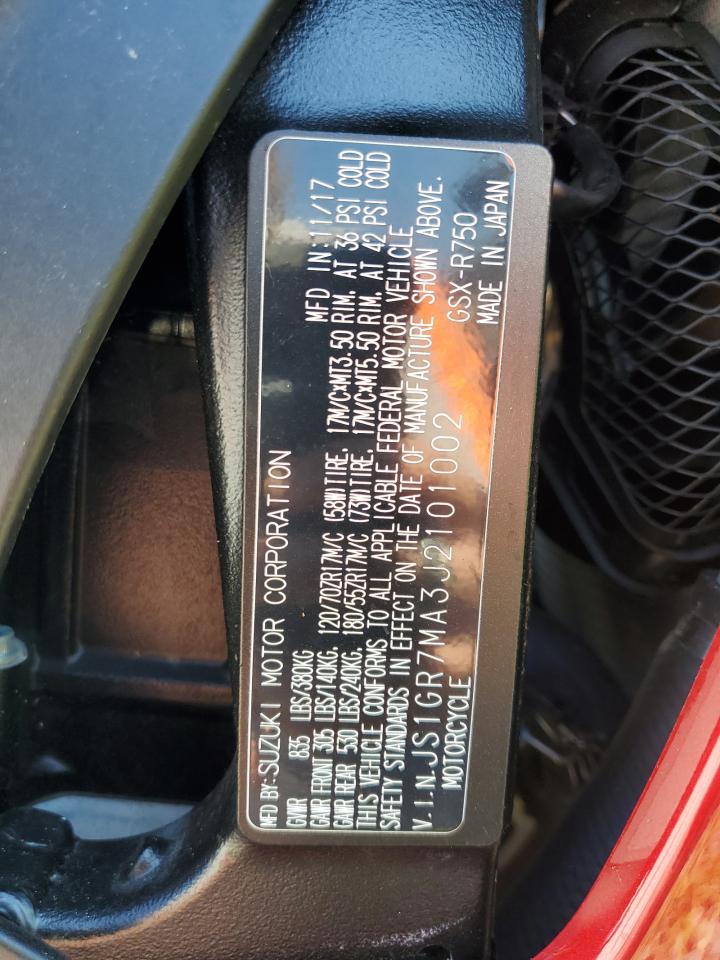 MFD BY:SUZUKI MOTOR CORPORATION MFD IN:11/17
GVWR 835 LBS/380KG
GAWR FRONT 305 LBS/140KG. 120/70ZR17M/C (58W)TIRE. 17M/C×MT3.50 RIM. AT 36 PSI COLD
GAWR REAR 530 LBS/240KG. 180/55ZR17M/C (73W)TIRE. 17M/C×MT5.50 RIM. AT 42 PSI COLD
THIS VEHICLE CONFORMS TO ALL APPLICABLE FEDERAL MOTOR VEHICLE
SAFETY STANDARDS IN EFFECT ON THE DATE OF MANUFACTURE SHOWN ABOVE.
V.I.N.JS1GR7MA3J2101002 GSX-R750
MOTORCYCLE MADE IN JAPAN